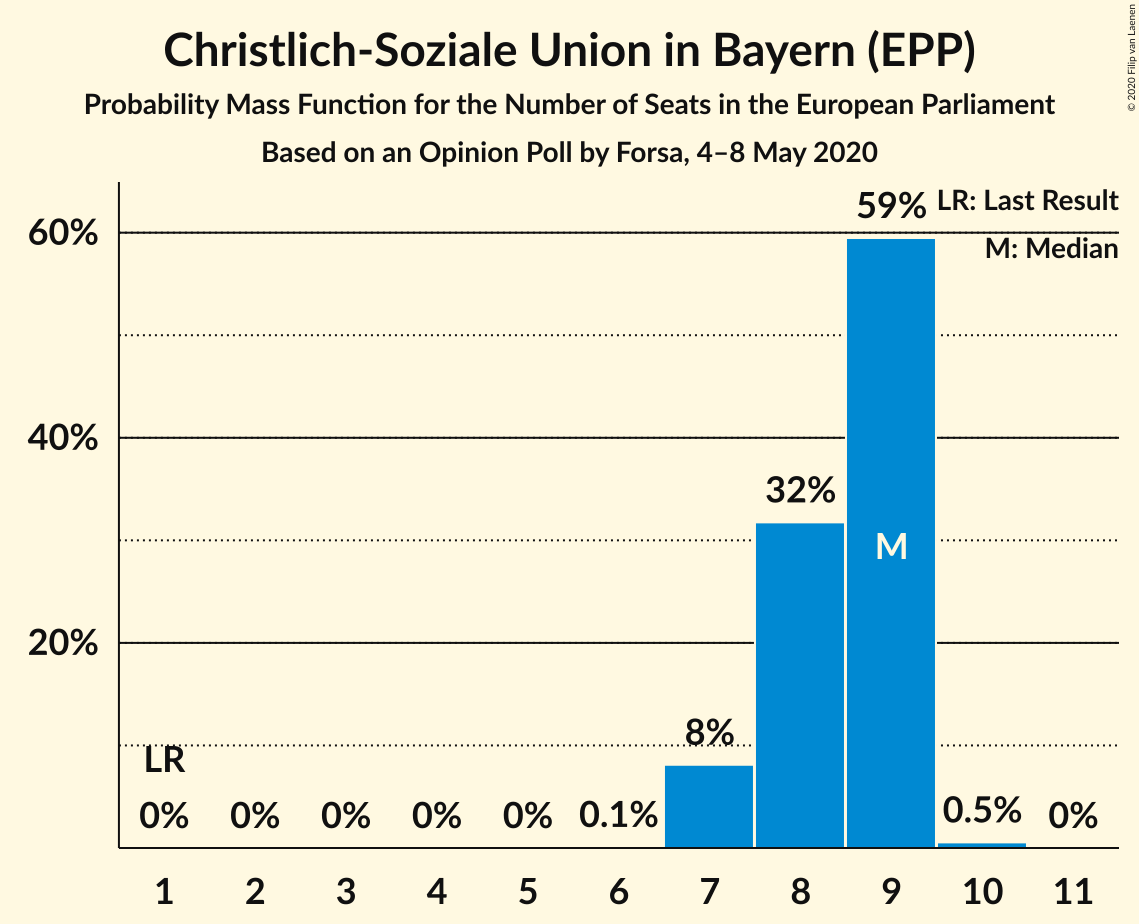 Christlich-Soziale Union in Bayern (EPP)
Probability Mass Function for the Number of Seats in the European Parliament
Based on an Opinion Poll by Forsa, 4–8 May 2020
© 2020 Filip van Laenen
LR: Last Result
M: Median
60%
40%
20%
LR
0%
0%
0%
0%
0%
0.1%
8%
32%
59%
M
0.5%
0%
1 2 3 4 5 6 7 8 9 10 11